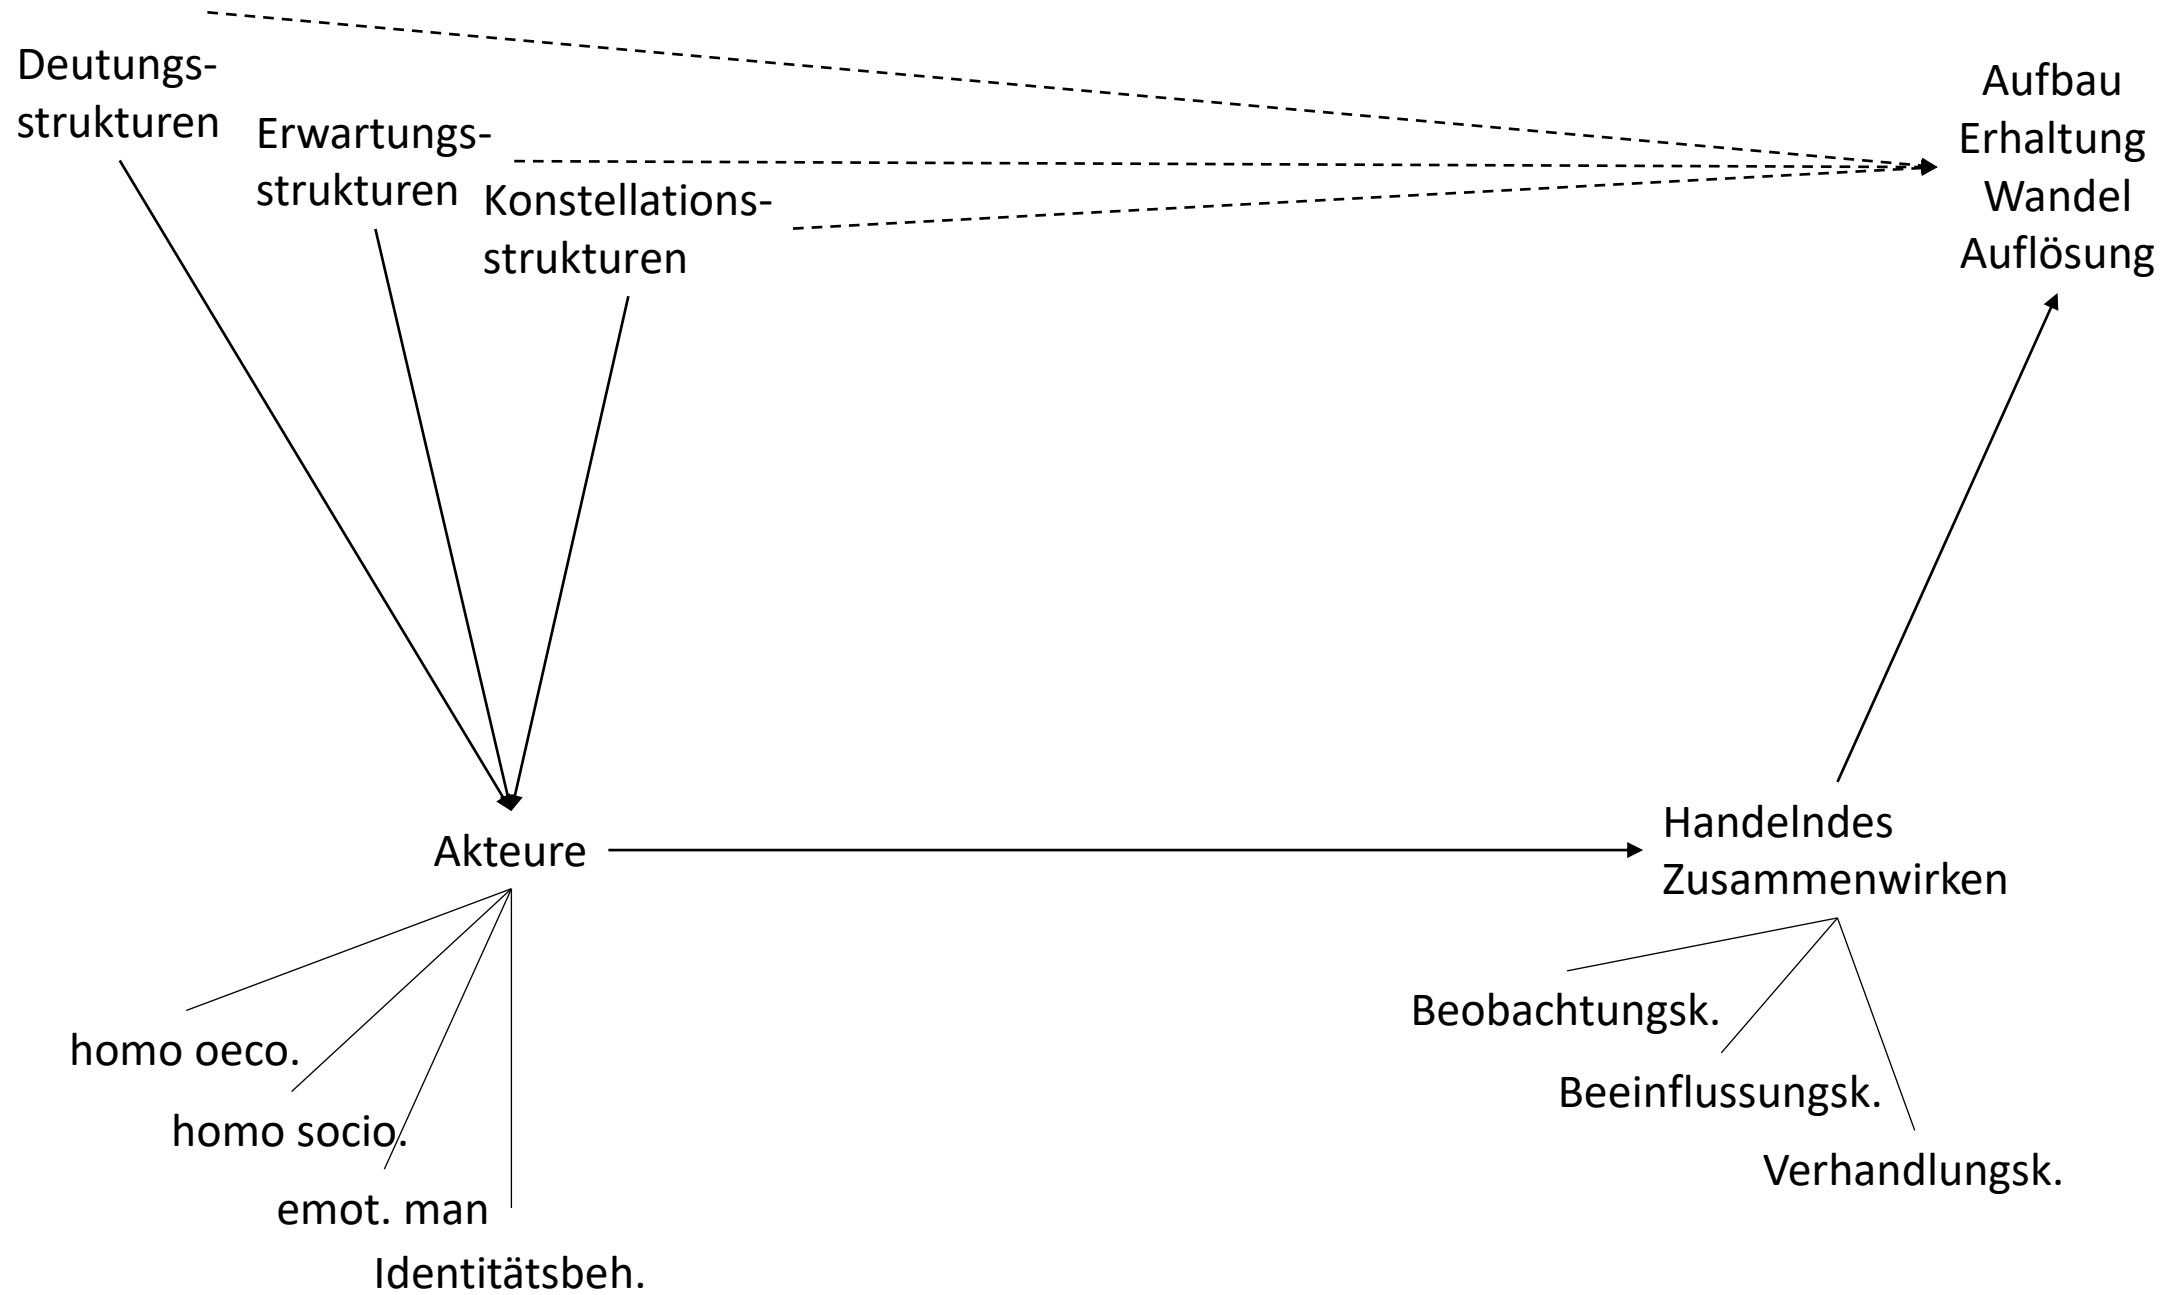 Deutungs-
strukturen
Erwartungs-
strukturen
Konstellations-
strukturen
Aufbau
Erhaltung
Wandel
Auflösung
Akteure
Handelndes
Zusammenwirken
homo oeco.
homo socio.
emot. man
Identitätsbeh.
Beobachtungsk.
Beeinflussungsk.
Verhandlungsk.